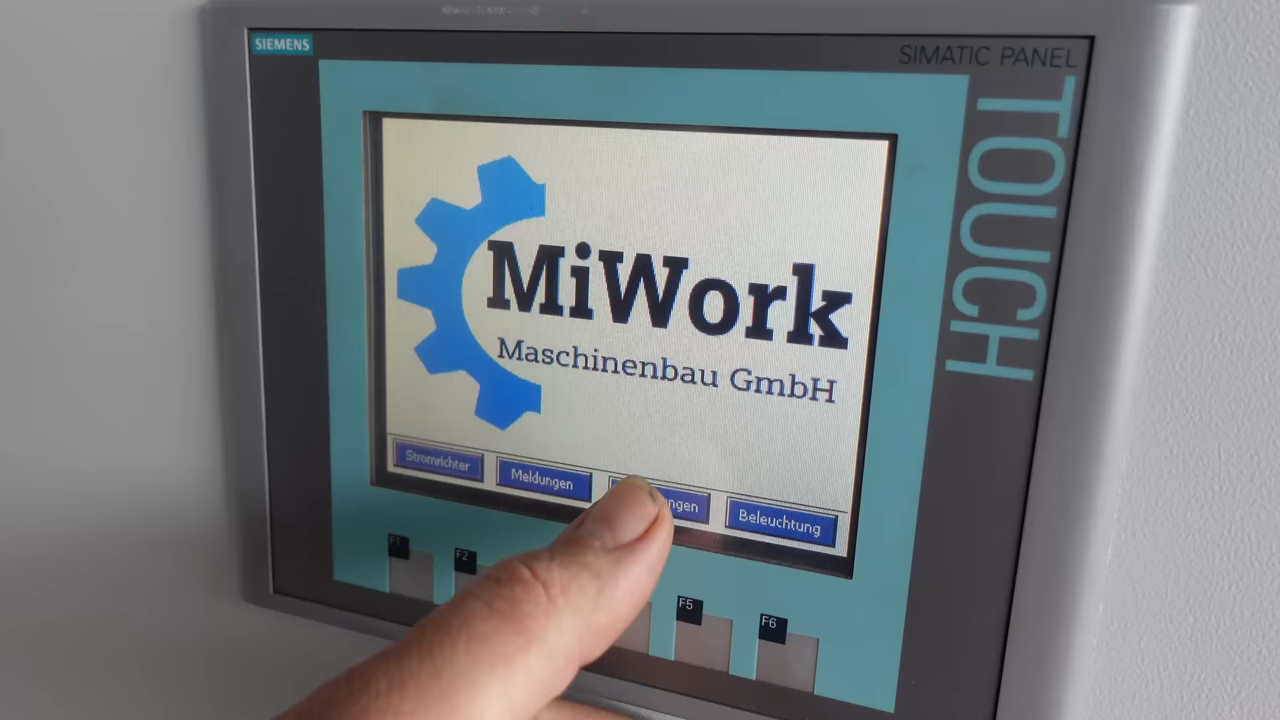 SIEMENS
SIMATIC PANEL
TOUCH
MiWork
Maschinenbau GmbH
Stromrichter
Meldungen
Beleuchtung
F1
F2
F5
F6